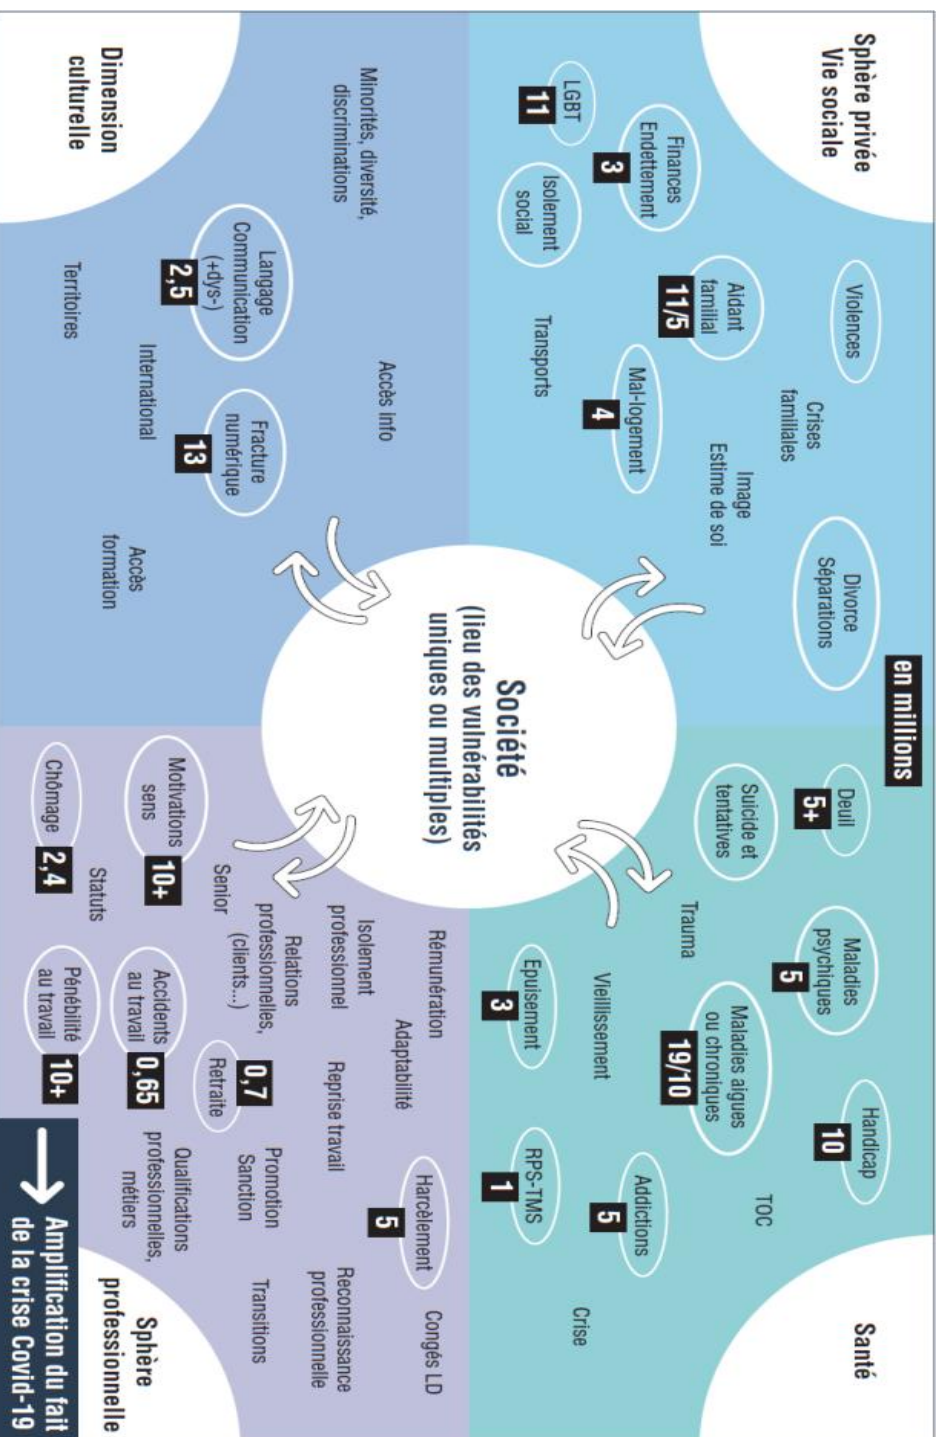 en millions
Sphère privée
Vie sociale
Violences
Crises
familiales
Divorce
Séparations
Aidant
familial
11/5
Image
Estime de soi
Finances
Endettement
3
Mal-logement
4
LGBT
11
Isolement
social
Transports
Santé
Deuil
5+
Handicap
10
Maladies
psychiques
5
Suicide et
tentatives
Maladies aigues
ou chroniques
19/10
TOC
Trauma
Addictions
5
Vieillissement
Epuisement
3
RPS-TMS
1
Crise
Société
(lieu des vulnérabilités
uniques ou multiples)
Dimension
culturelle
Minorités, diversité,
discriminations
Accès info
Langage
Communication
(+dys-)
2,5
Fracture
numérique
13
International
Territoires
Accès
formation
Sphère
professionnelle
Rémunération
Harcèlement
5
Congés LD
Adaptabilité
Isolement
professionnel
Reprise travail
Reconnaissance
professionnelle
Relations
professionnelles,
(clients...)
Promotion
Sanction
Transitions
Senior
0,7
Retraite
Motivations
sens
10+
Accidents
au travail
0,65
Qualifications
professionnelles,
métiers
Statuts
Chômage
2,4
Pénébilité
au travail
10+
Amplification du fait
de la crise Covid-19